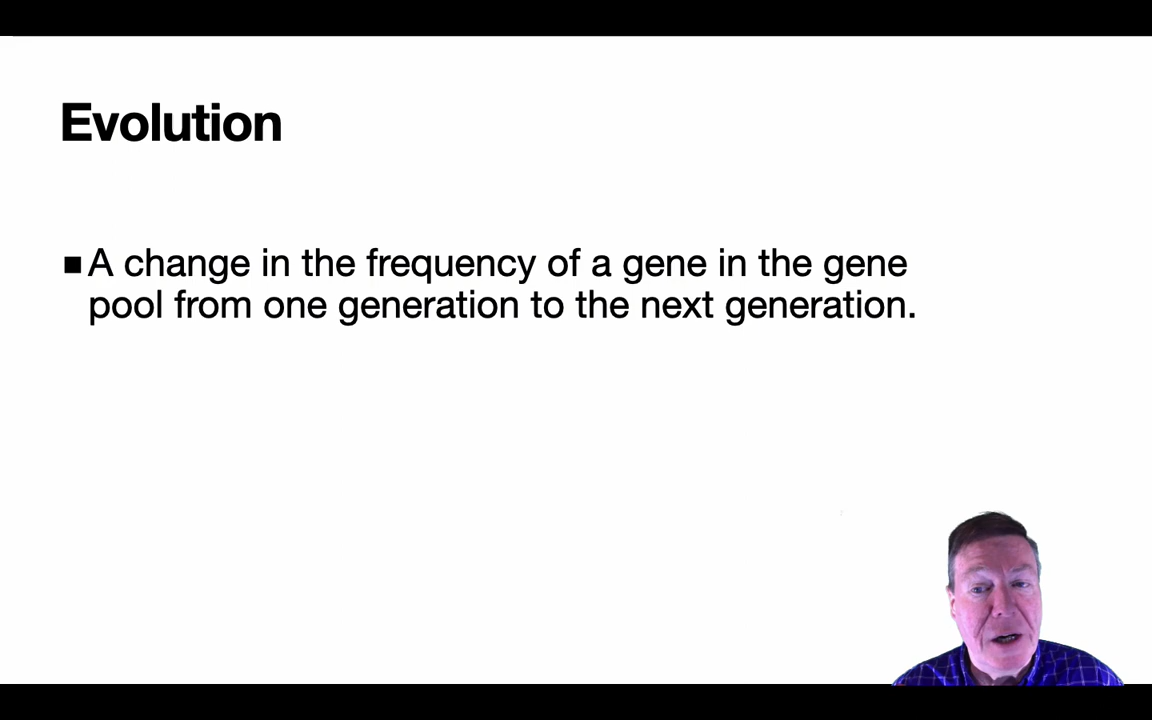 Evolution
■A change in the frequency of a gene in the gene
pool from one generation to the next generation.